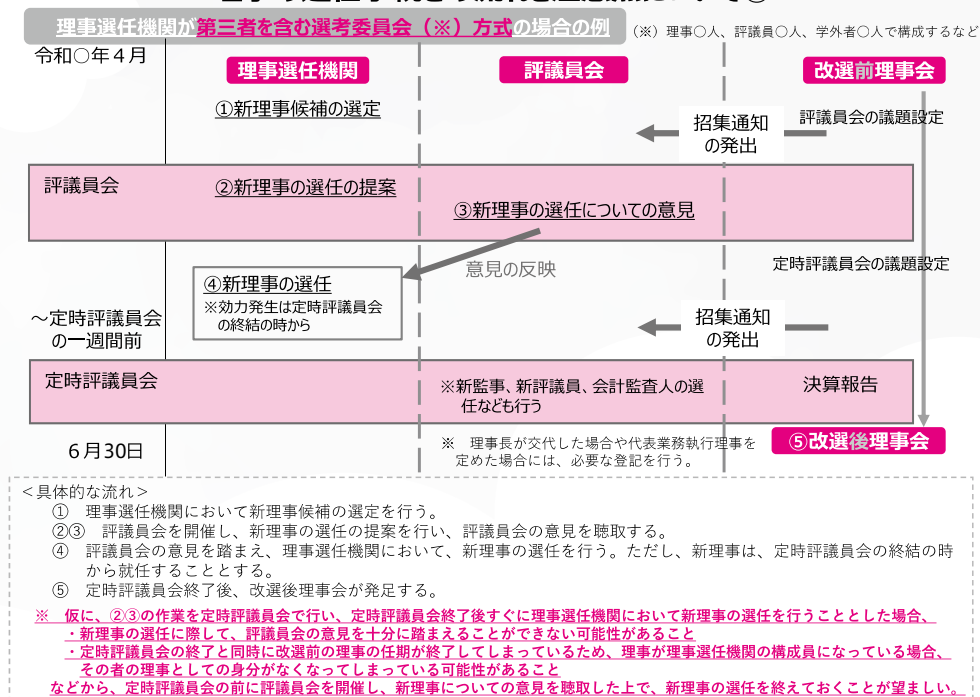 理事選任機関が第三者を含む選考委員会（※）方式の場合の例
（※）理事○人、評議員○人、学外者○人で構成するなど
令和○年４月
理事選任機関
評議員会
改選前理事会
①新理事候補の選定
招集通知
の発出
評議員会の議題設定
評議員会
②新理事の選任の提案
③新理事の選任についての意見
意見の反映
定時評議員会の議題設定
④新理事の選任
※効力発生は定時評議員会
の終結の時から
～定時評議員会
の一週間前
招集通知
の発出
定時評議員会
※新監事、新評議員、会計監査人の選
任なども行う
決算報告
６月30日
※　理事長が交代した場合や代表業務執行理事を
定めた場合には、必要な登記を行う。
⑤改選後理事会
＜具体的な流れ＞
①　理事選任機関において新理事候補の選定を行う。
②③　評議員会を開催し、新理事の選任の提案を行い、評議員会の意見を聴取する。
④　評議員会の意見を踏まえ、理事選任機関において、新理事の選任を行う。ただし、新理事は、定時評議員会の終結の時
から就任することとする。
⑤　定時評議員会終了後、改選後理事会が発足する。
※　仮に、②③の作業を定時評議員会で行い、定時評議員会終了後すぐに理事選任機関において新理事の選任を行うこととした場合、
・新理事の選任に際して、評議員会の意見を十分に踏まえることができない可能性があること
・定時評議員会の終了と同時に改選前の理事の任期が終了してしまっているため、理事が理事選任機関の構成員になっている場合、
その者の理事としての身分がなくなってしまっている可能性があること
などから、定時評議員会の前に評議員会を開催し、新理事についての意見を聴取した上で、新理事の選任を終えておくことが望ましい。